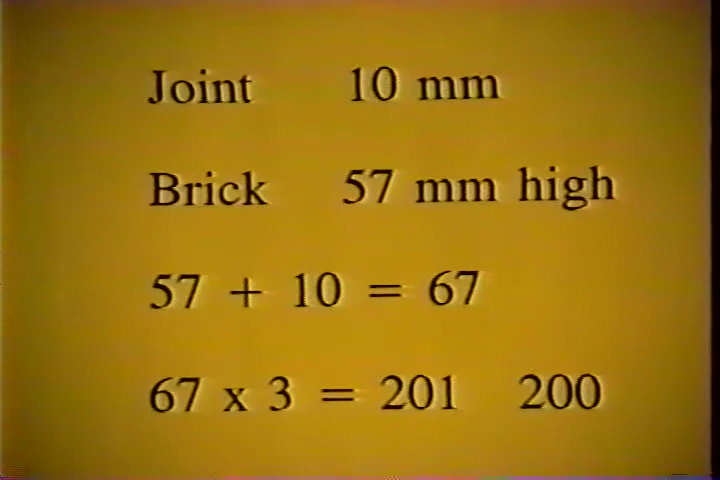 Joint 10 mm
Brick 57 mm high
57 + 10 = 67
67 x 3 = 201 200